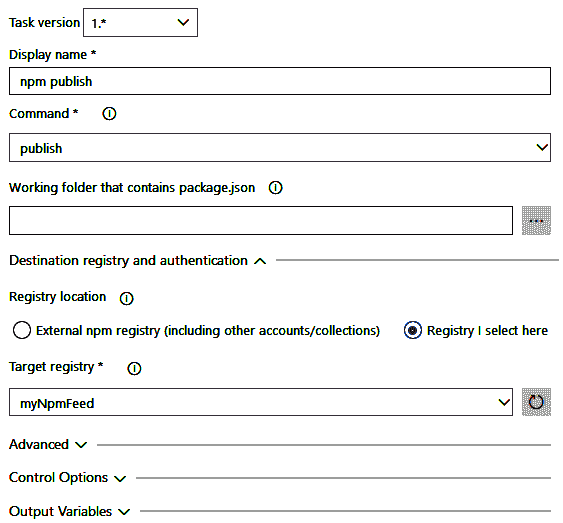 Task version 1.*
Display name *
npm publish
Command *
publish
Working folder that contains package.json
...
Destination registry and authentication
Registry location
External npm registry (including other accounts/collections) Registry I select here
Target registry *
myNpmFeed
Advanced
Control Options
Output Variables